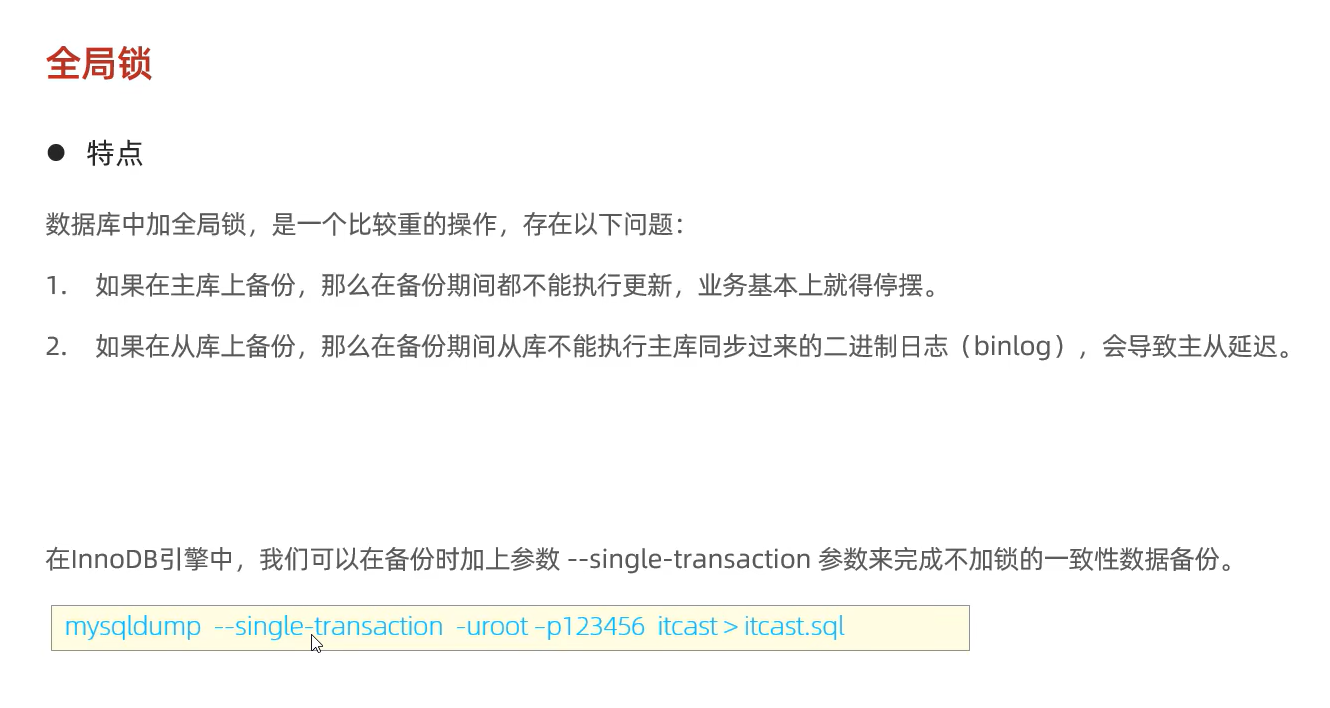 全局锁
● 特点
数据库中加全局锁，是一个比较重的操作，存在以下问题：
1. 如果在主库上备份，那么在备份期间都不能执行更新，业务基本上就得停摆。
2. 如果在从库上备份，那么在备份期间从库不能执行主库同步过来的二进制日志（binlog），会导致主从延迟。
在InnoDB引擎中，我们可以在备份时加上参数 --single-transaction 参数来完成不加锁的一致性数据备份。
mysqldump --single-transaction -uroot –p123456 itcast > itcast.sql